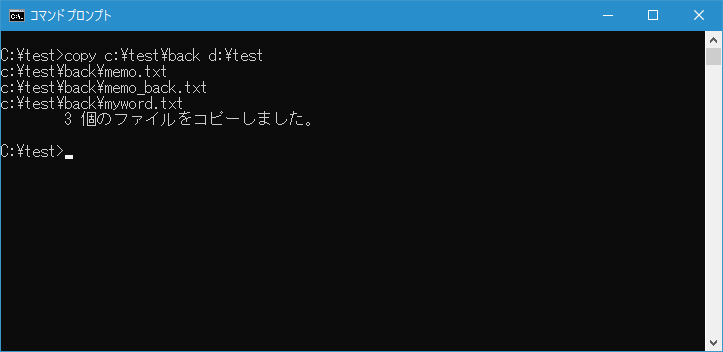 コマンドプロンプト
C:¥test>copy c:¥test¥back d:¥test
c:¥test¥back¥memo.txt
c:¥test¥back¥memo_back.txt
c:¥test¥back¥myword.txt
3 個のファイルをコピーしました。
C:¥test>